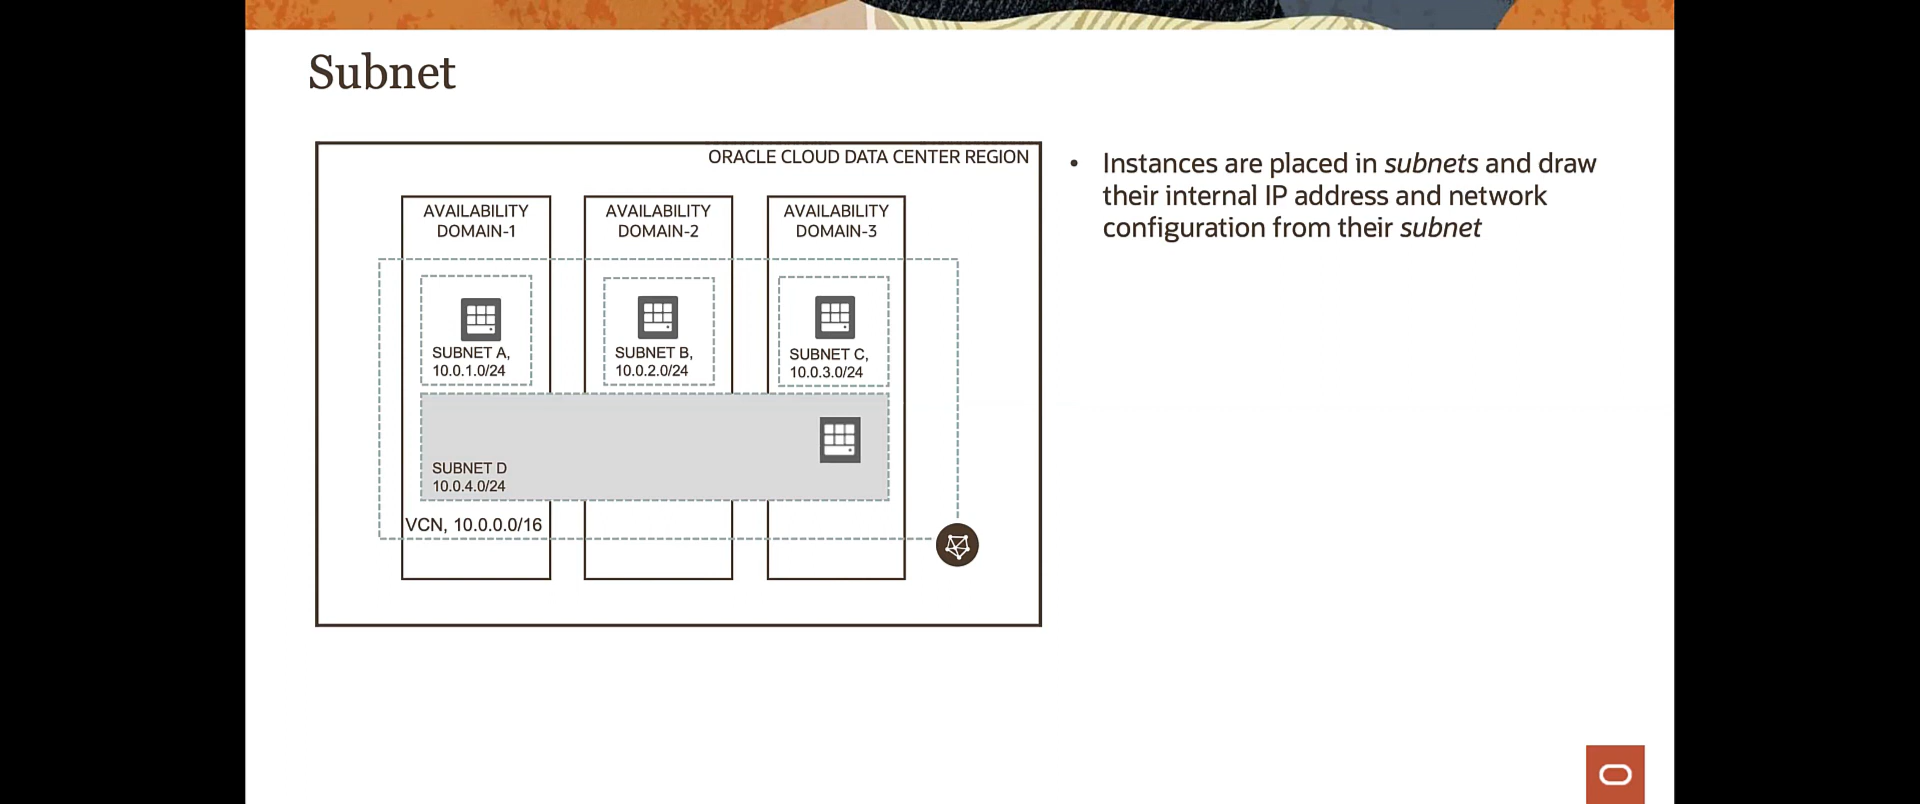 Subnet
ORACLE CLOUD DATA CENTER REGION
AVAILABILITY
DOMAIN-1
AVAILABILITY
DOMAIN-2
AVAILABILITY
DOMAIN-3
SUBNET A,
10.0.1.0/24
SUBNET B,
10.0.2.0/24
SUBNET C,
10.0.3.0/24
SUBNET D
10.0.4.0/24
VCN, 10.0.0.0/16
• Instances are placed in subnets and draw
their internal IP address and network
configuration from their subnet